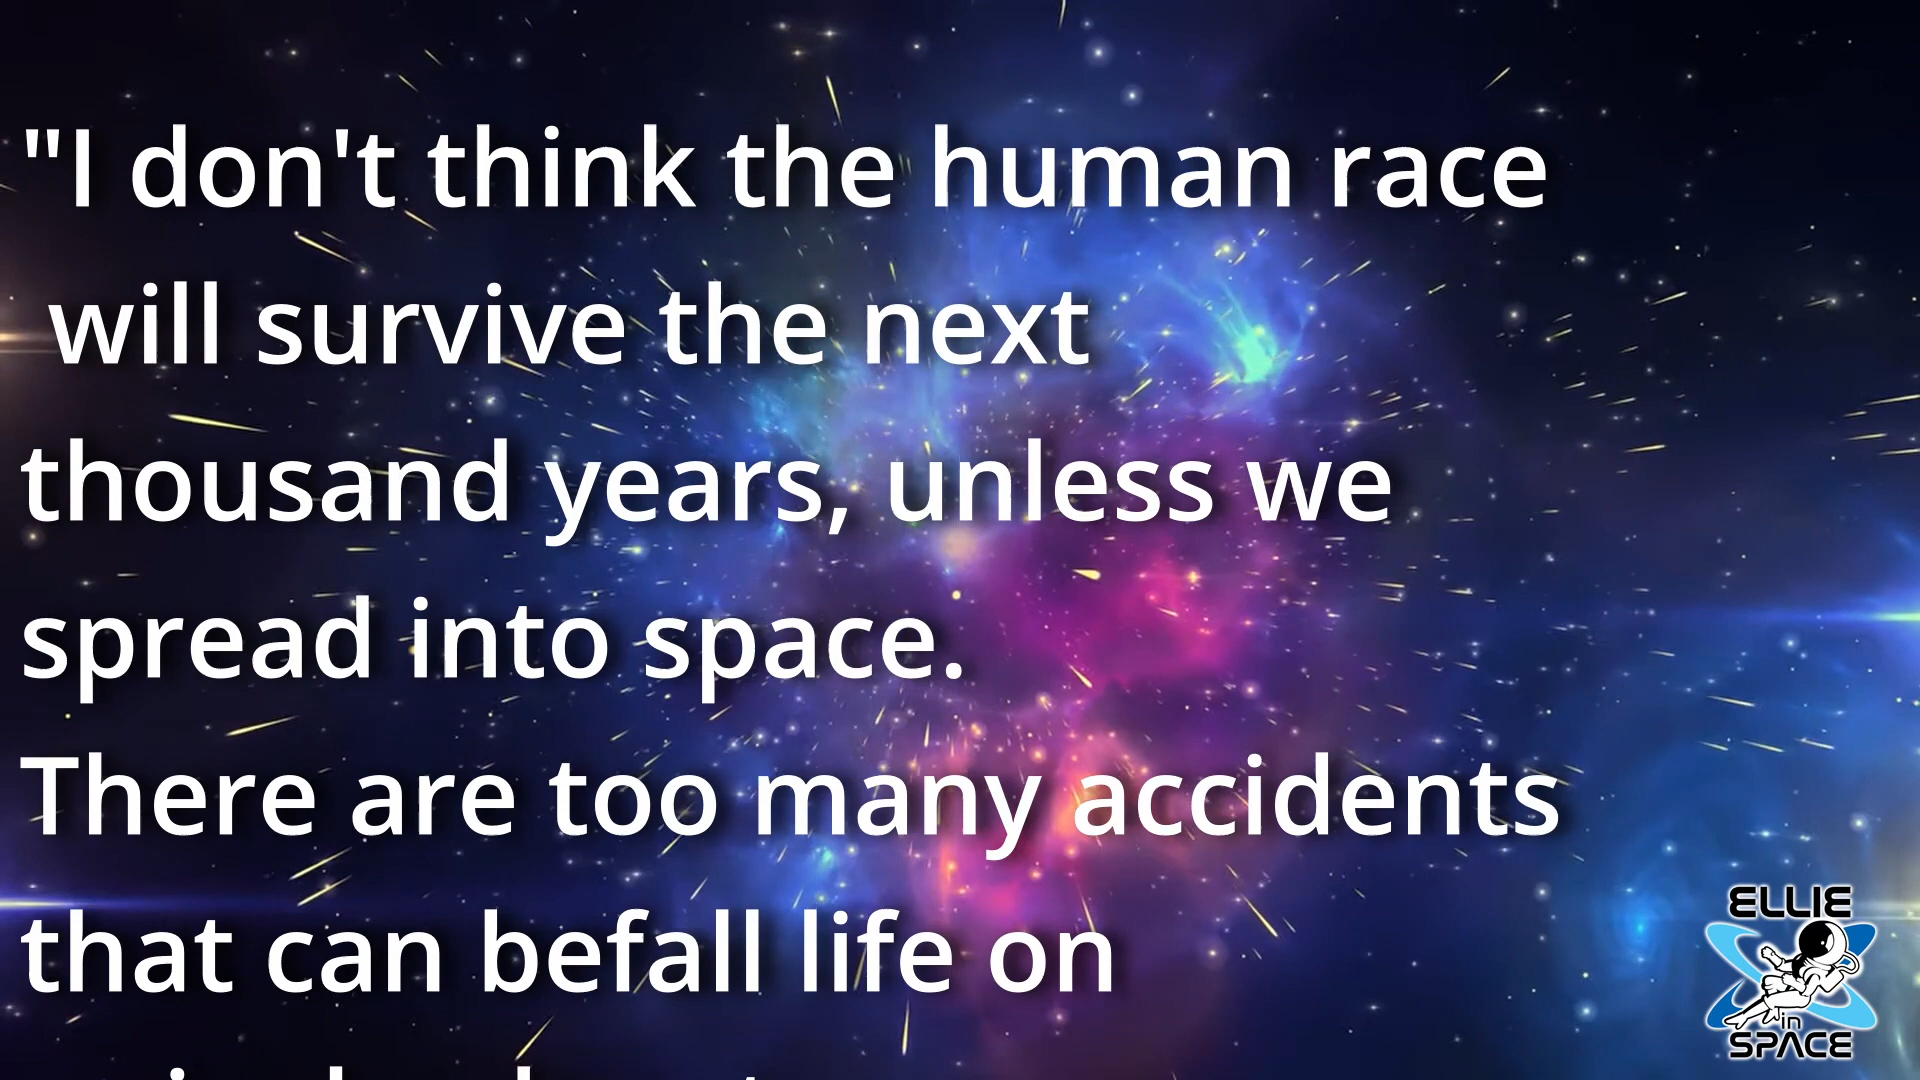 "I don't think the human race
will survive the next
thousand years, unless we
spread into space.
There are too many accidents
that can befall life on
ELLIE
in
SPACE